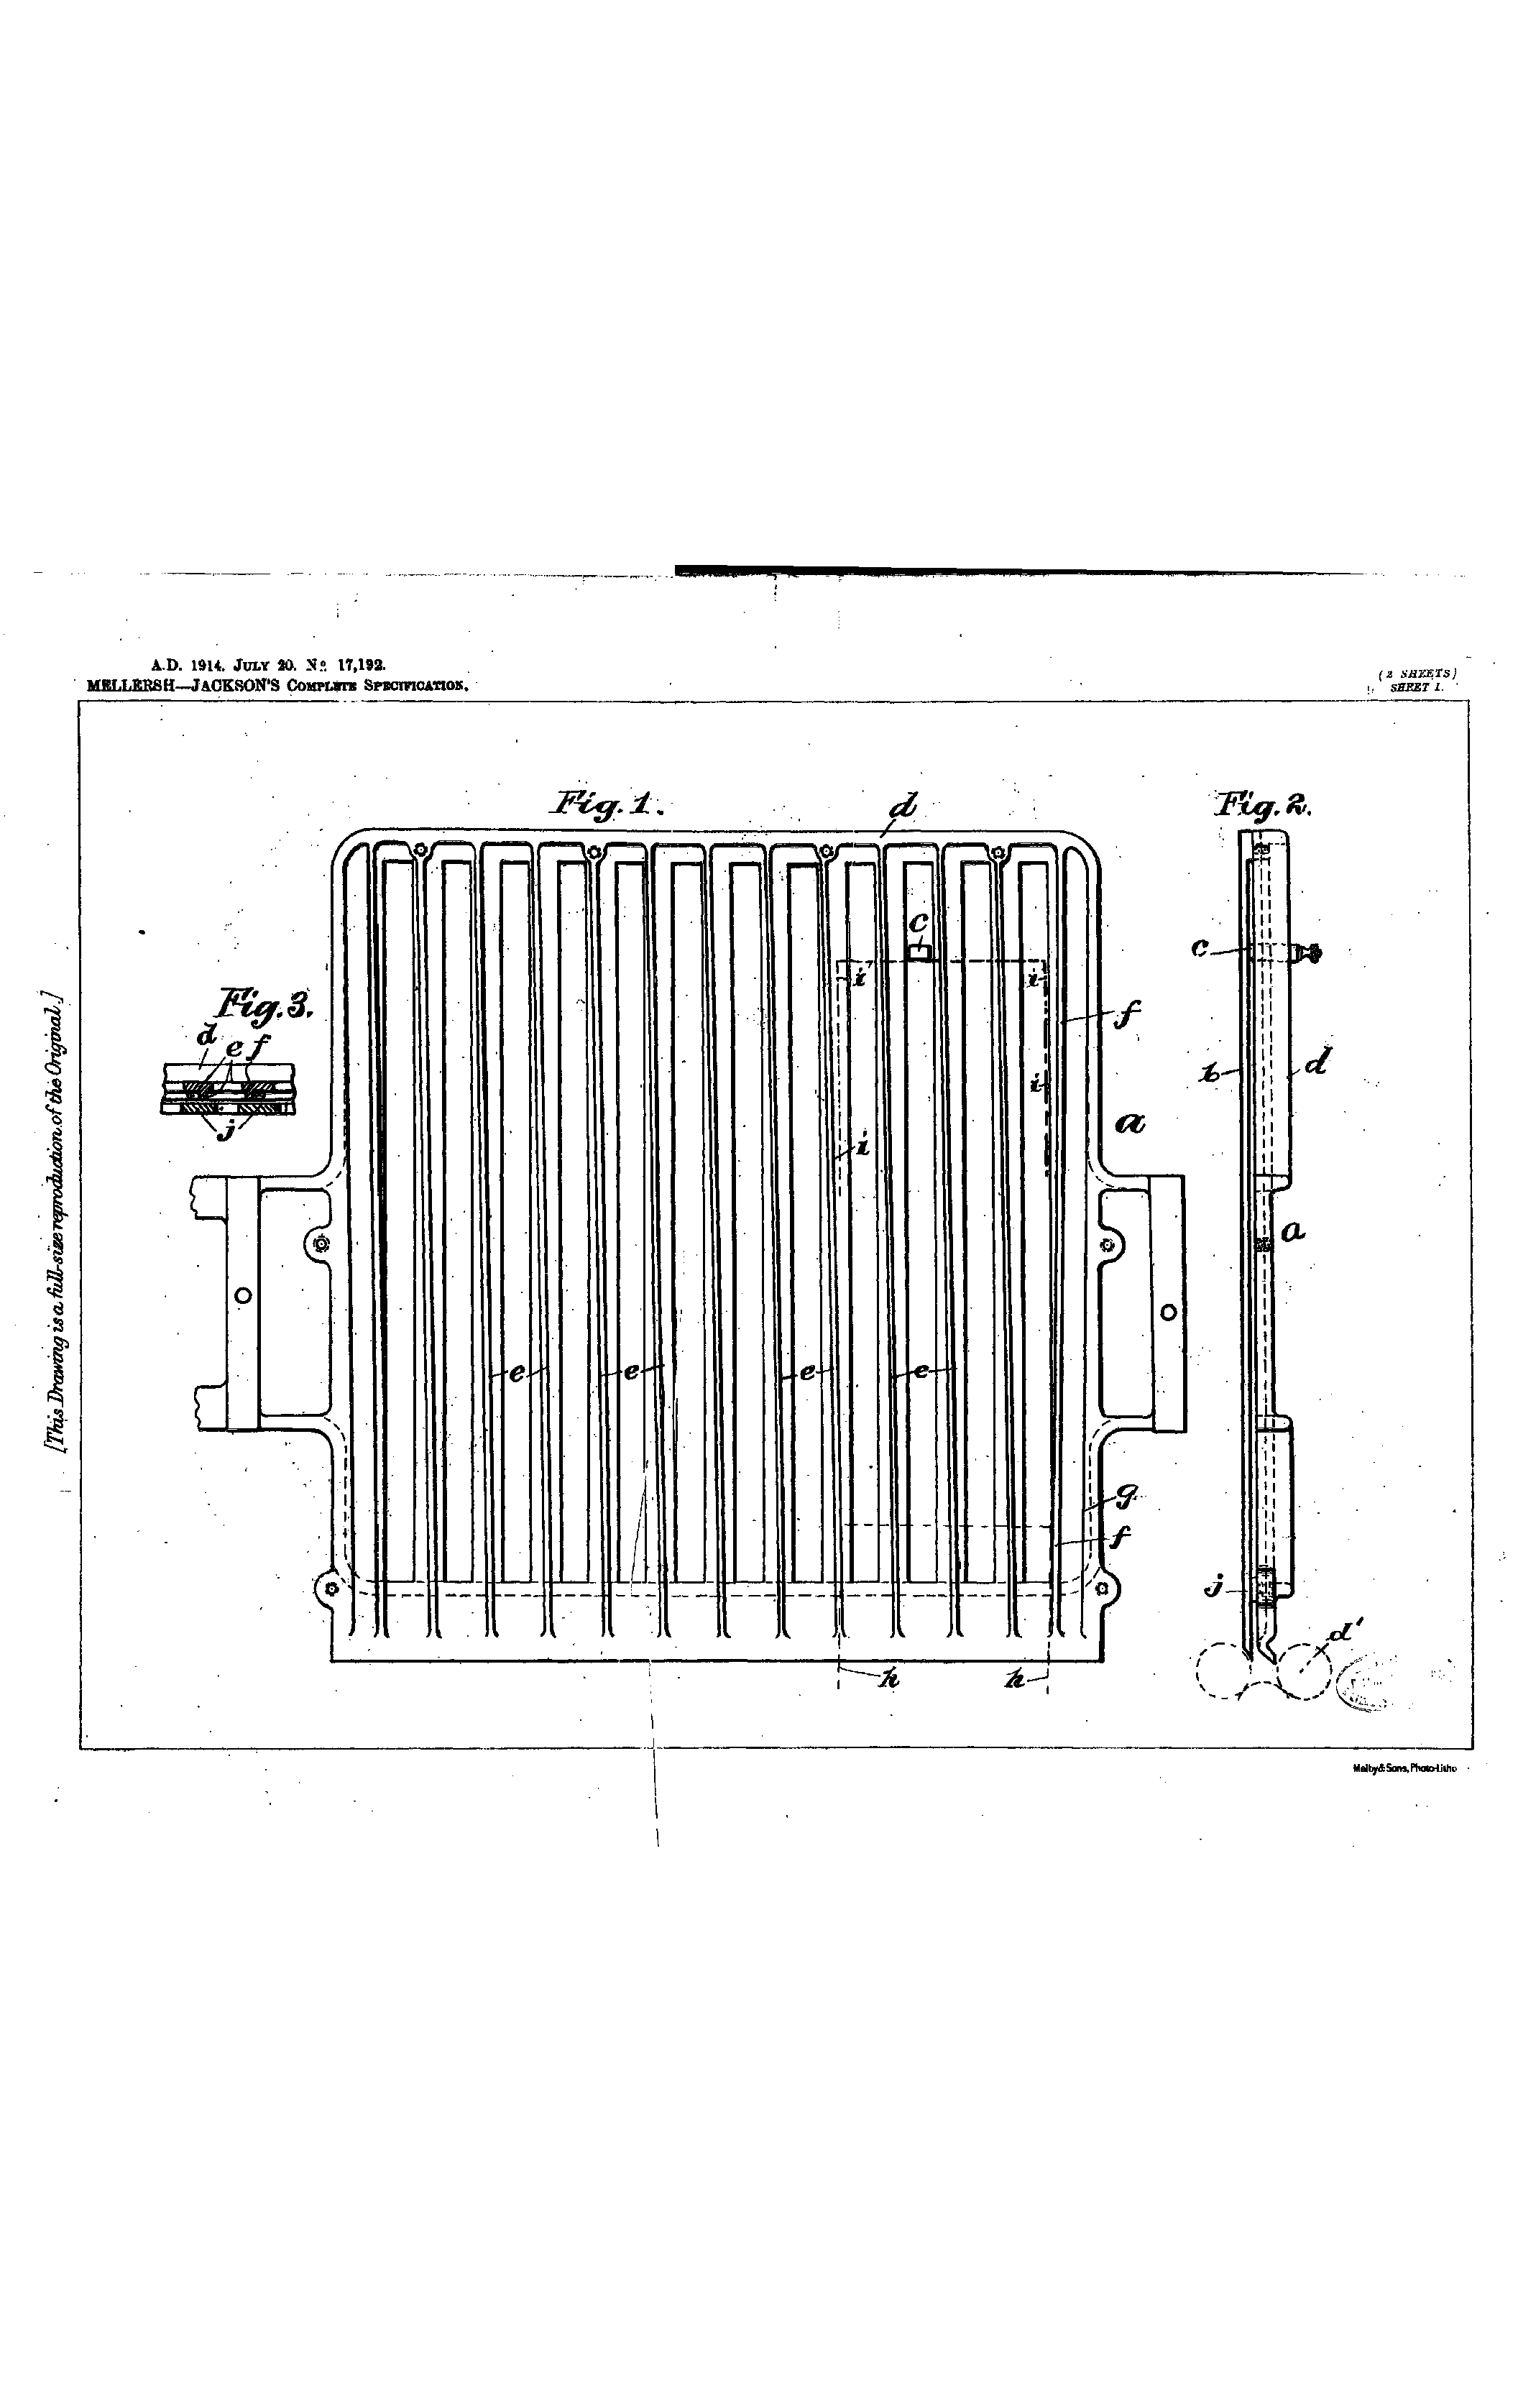 A.D. 1914. JULY 20. No. 17,192.
MELLERSH—JACKSON'S COMPLETE SPECIFICATION.
(2 SHEETS)
SHEET 1.
[This Drawing is a full-size reproduction of the Original.]
Fig. 1.
d
c
i
i
f
i
a
i
e
e
e
e
g
f
h
h
Fig. 2.
c
b
d
a
j
d'
Fig. 3.
d
e
f
j
Malby & Sons, Photo-Litho